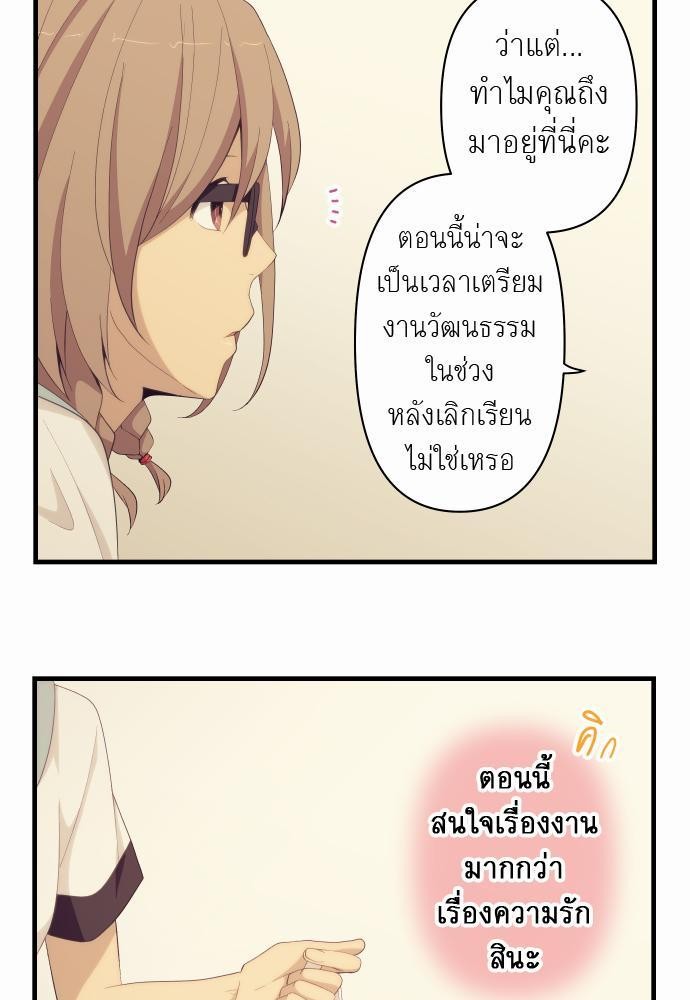 ว่าแต่...
ทำไมคุณถึง
มาอยู่ที่นี่คะ
ตอนนี้น่าจะ
เป็นเวลาเตรียม
งานวัฒนธรรม
ในช่วง
หลังเลิกเรียน
ไม่ใช่เหรอ
คิก
ตอนนี้
สนใจเรื่องงาน
มากกว่า
เรื่องความรัก
สินะ